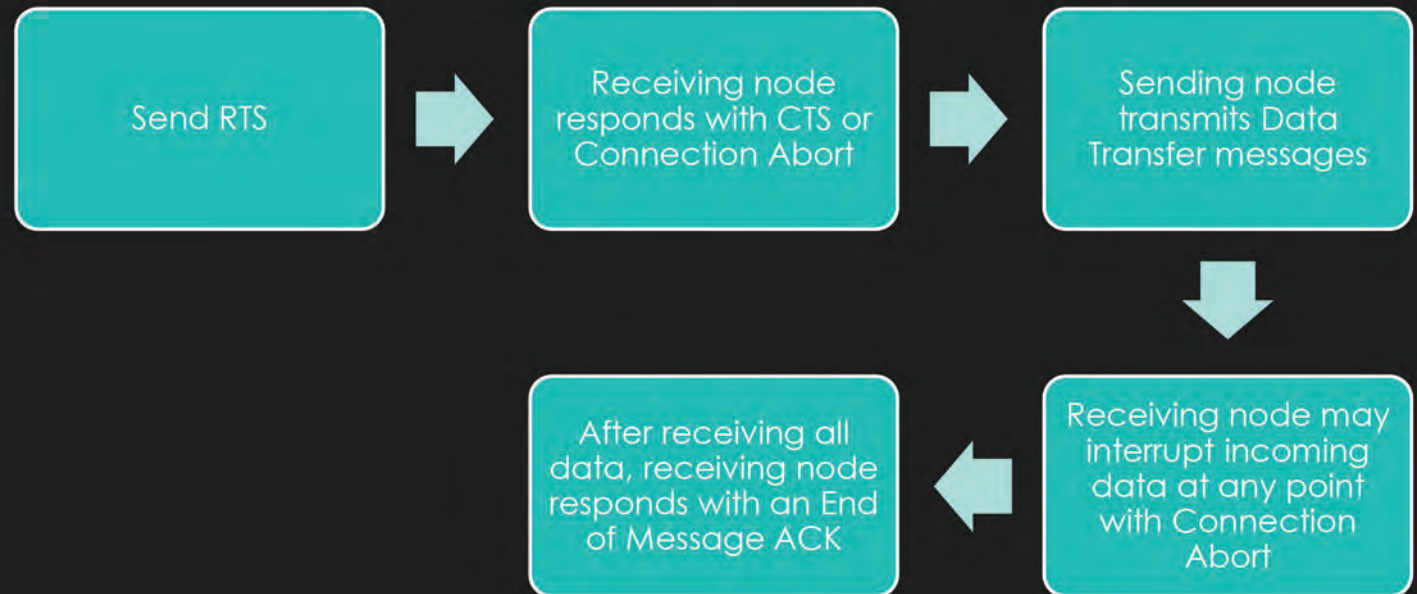 Send RTS
Receiving node
responds with CTS or
Connection Abort
Sending node
transmits Data
Transfer messages
Receiving node may
interrupt incoming
data at any point
with Connection
Abort
After receiving all
data, receiving node
responds with an End
of Message ACK